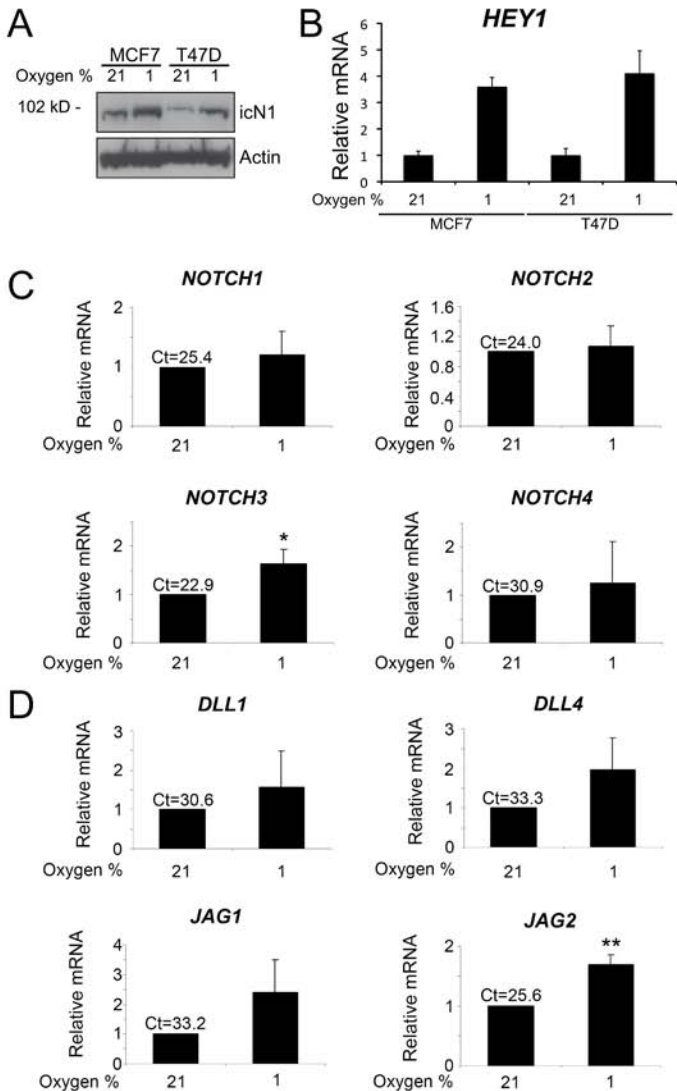 A
MCF7 T47D
Oxygen % 21 1 21 1
102 kD - icN1
Actin
B
HEY1
Relative mRNA
6
5
4
3
2
1
0
Oxygen % 21 1 21 1
MCF7 T47D
C
NOTCH1
Relative mRNA
2
1
0
Ct=25.4
Oxygen % 21 1
NOTCH2
Relative mRNA
1.6
1.2
0.8
0.4
0
Ct=24.0
Oxygen % 21 1
NOTCH3
Relative mRNA
2
1
0
Ct=22.9
*
Oxygen % 21 1
NOTCH4
Relative mRNA
2
1
0
Ct=30.9
Oxygen % 21 1
D
DLL1
Relative mRNA
3
2
1
0
Ct=30.6
Oxygen % 21 1
DLL4
Relative mRNA
3
2
1
0
Ct=33.3
Oxygen % 21 1
JAG1
Relative mRNA
4
3
2
1
0
Ct=33.2
Oxygen % 21 1
JAG2
Relative mRNA
2
1
0
Ct=25.6
**
Oxygen % 21 1